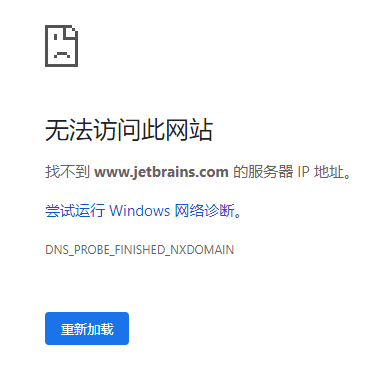 无法访问此网站
找不到 www.jetbrains.com 的服务器 IP 地址。
尝试运行 Windows 网络诊断。
DNS_PROBE_FINISHED_NXDOMAIN
重新加载